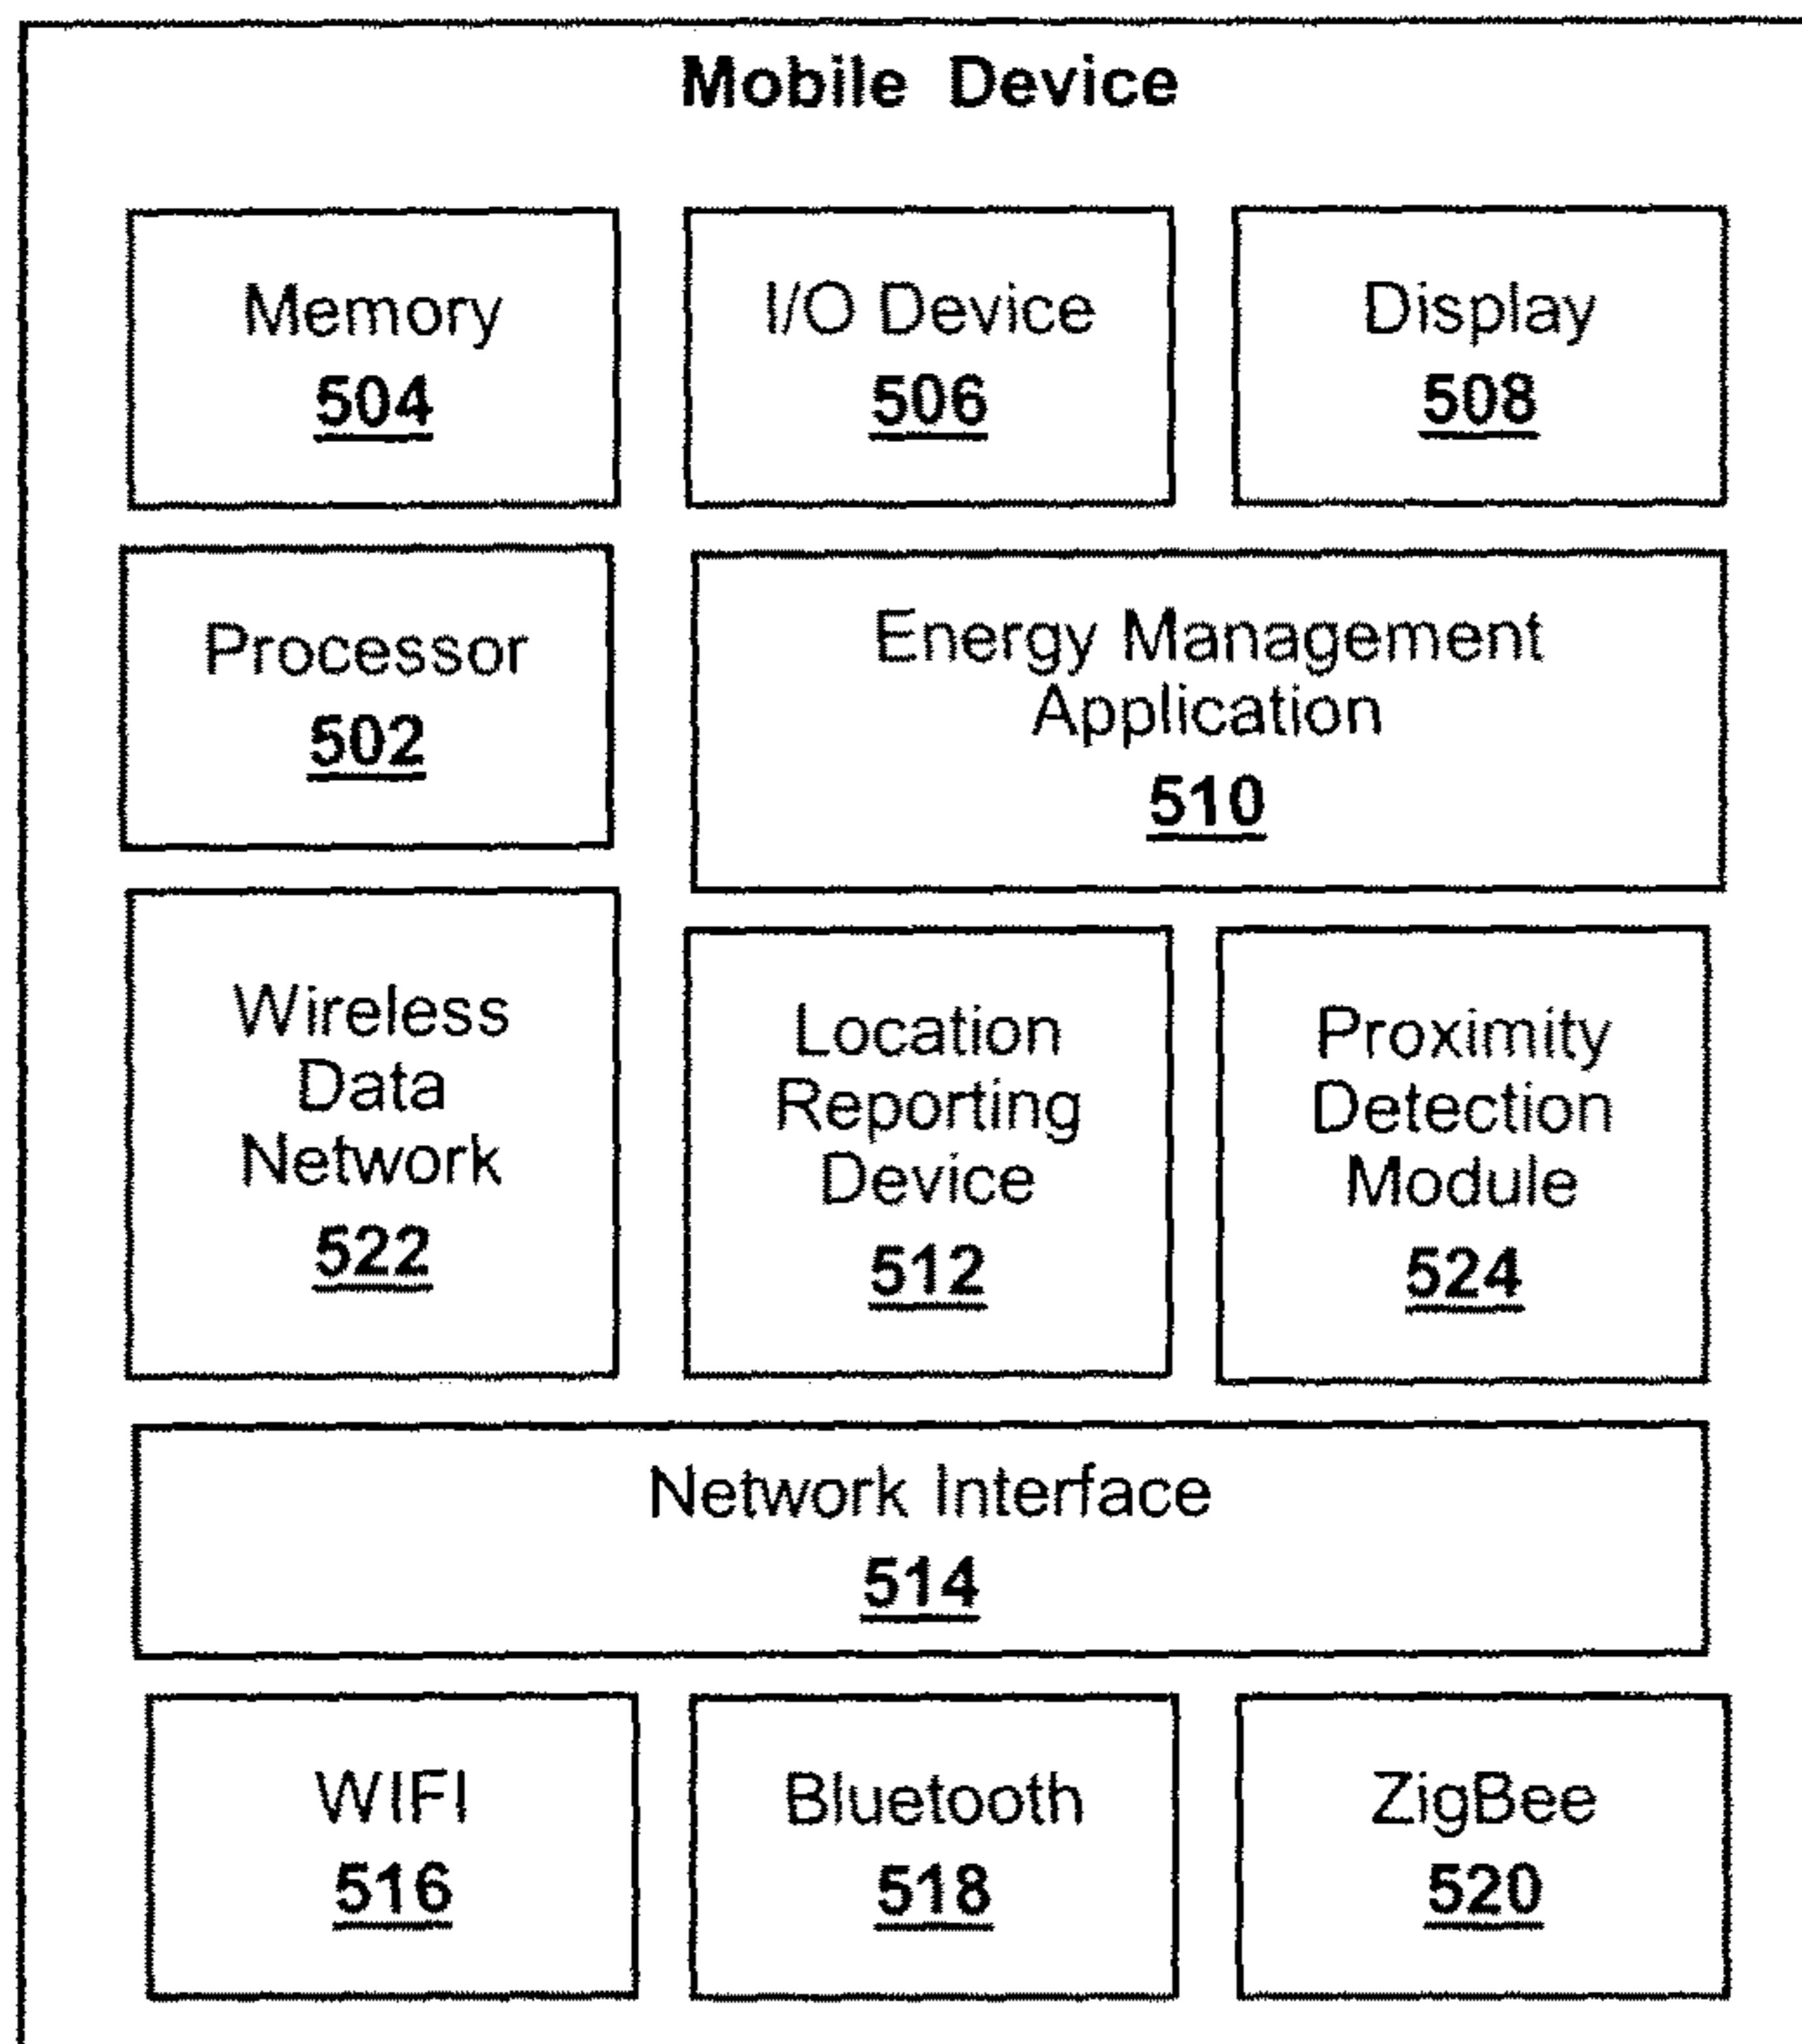 Mobile Device
Memory
504
I/O Device
506
Display
508
Processor
502
Energy Management
Application
510
Wireless
Data
Network
522
Location
Reporting
Device
512
Proximity
Detection
Module
524
Network Interface
514
WIFI
516
Bluetooth
518
ZigBee
520